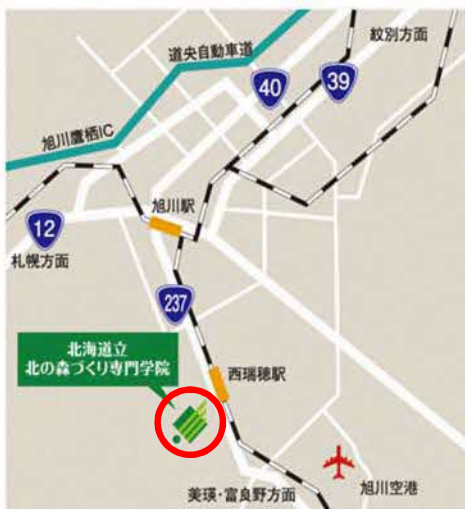 道央自動車道
紋別方面
40
39
旭川鷹栖IC
旭川駅
12
札幌方面
237
北海道立
北の森づくり専門学院
西瑞穂駅
旭川空港
美瑛・富良野方面